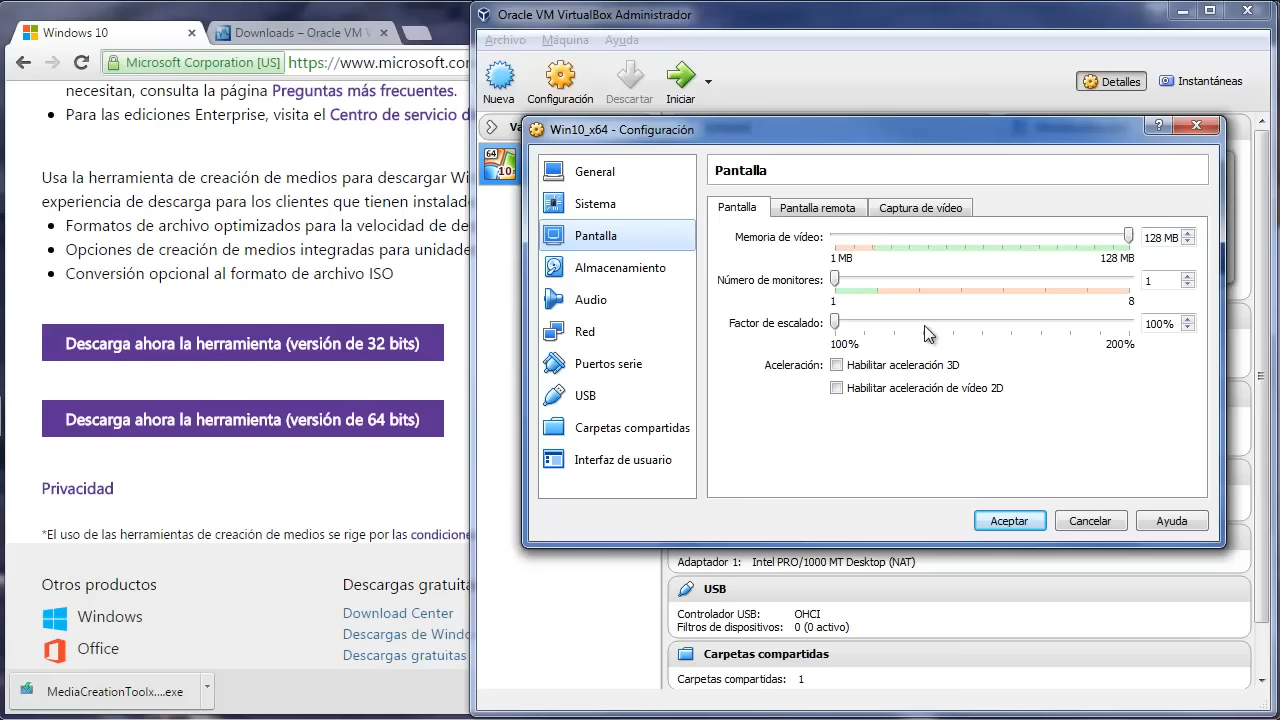 Windows 10
Downloads – Oracle VM V
Microsoft Corporation [US]
https://www.microsoft.co
necesitan, consulta la página Preguntas más frecuentes.
Para las ediciones Enterprise, visita el Centro de servicio d
Usa la herramienta de creación de medios para descargar Wi
experiencia de descarga para los clientes que tienen instalado
Formatos de archivo optimizados para la velocidad de de
Opciones de creación de medios integradas para unidade
Conversión opcional al formato de archivo ISO
Descarga ahora la herramienta (versión de 32 bits)
Descarga ahora la herramienta (versión de 64 bits)
Privacidad
*El uso de las herramientas de creación de medios se rige por las condicione
Otros productos
Windows
Office
Descargas gratuita
Download Center
Descargas de Windo
Descargas gratuitas
MediaCreationToolx....exe
Oracle VM VirtualBox Administrador
Archivo Máquina Ayuda
Nueva
Configuración
Descartar
Iniciar
Detalles
Instantáneas
64
10
Win10_x64 - Configuración
General
Sistema
Pantalla
Almacenamiento
Audio
Red
Puertos serie
USB
Carpetas compartidas
Interfaz de usuario
Pantalla
Pantalla
Pantalla remota
Captura de vídeo
Memoria de vídeo:
128 MB
1 MB
128 MB
Número de monitores:
1
1
8
Factor de escalado:
100%
100%
200%
Aceleración:
Habilitar aceleración 3D
Habilitar aceleración de vídeo 2D
Aceptar
Cancelar
Ayuda
Adaptador 1: Intel PRO/1000 MT Desktop (NAT)
USB
Controlador USB: OHCI
Filtros de dispositivos: 0 (0 activo)
Carpetas compartidas
Carpetas compartidas: 1